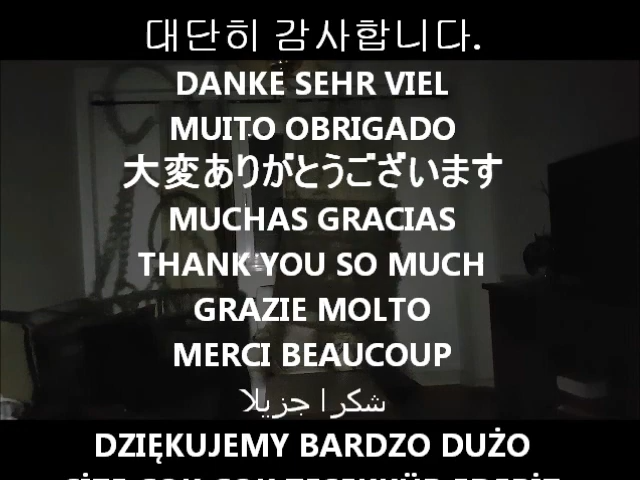 대단히 감사합니다.
DANKE SEHR VIEL
MUITO OBRIGADO
大変ありがとうございます
MUCHAS GRACIAS
THANK YOU SO MUCH
GRAZIE MOLTO
MERCI BEAUCOUP
شكرا جزيلا
DZIĘKUJEMY BARDZO DUŻO